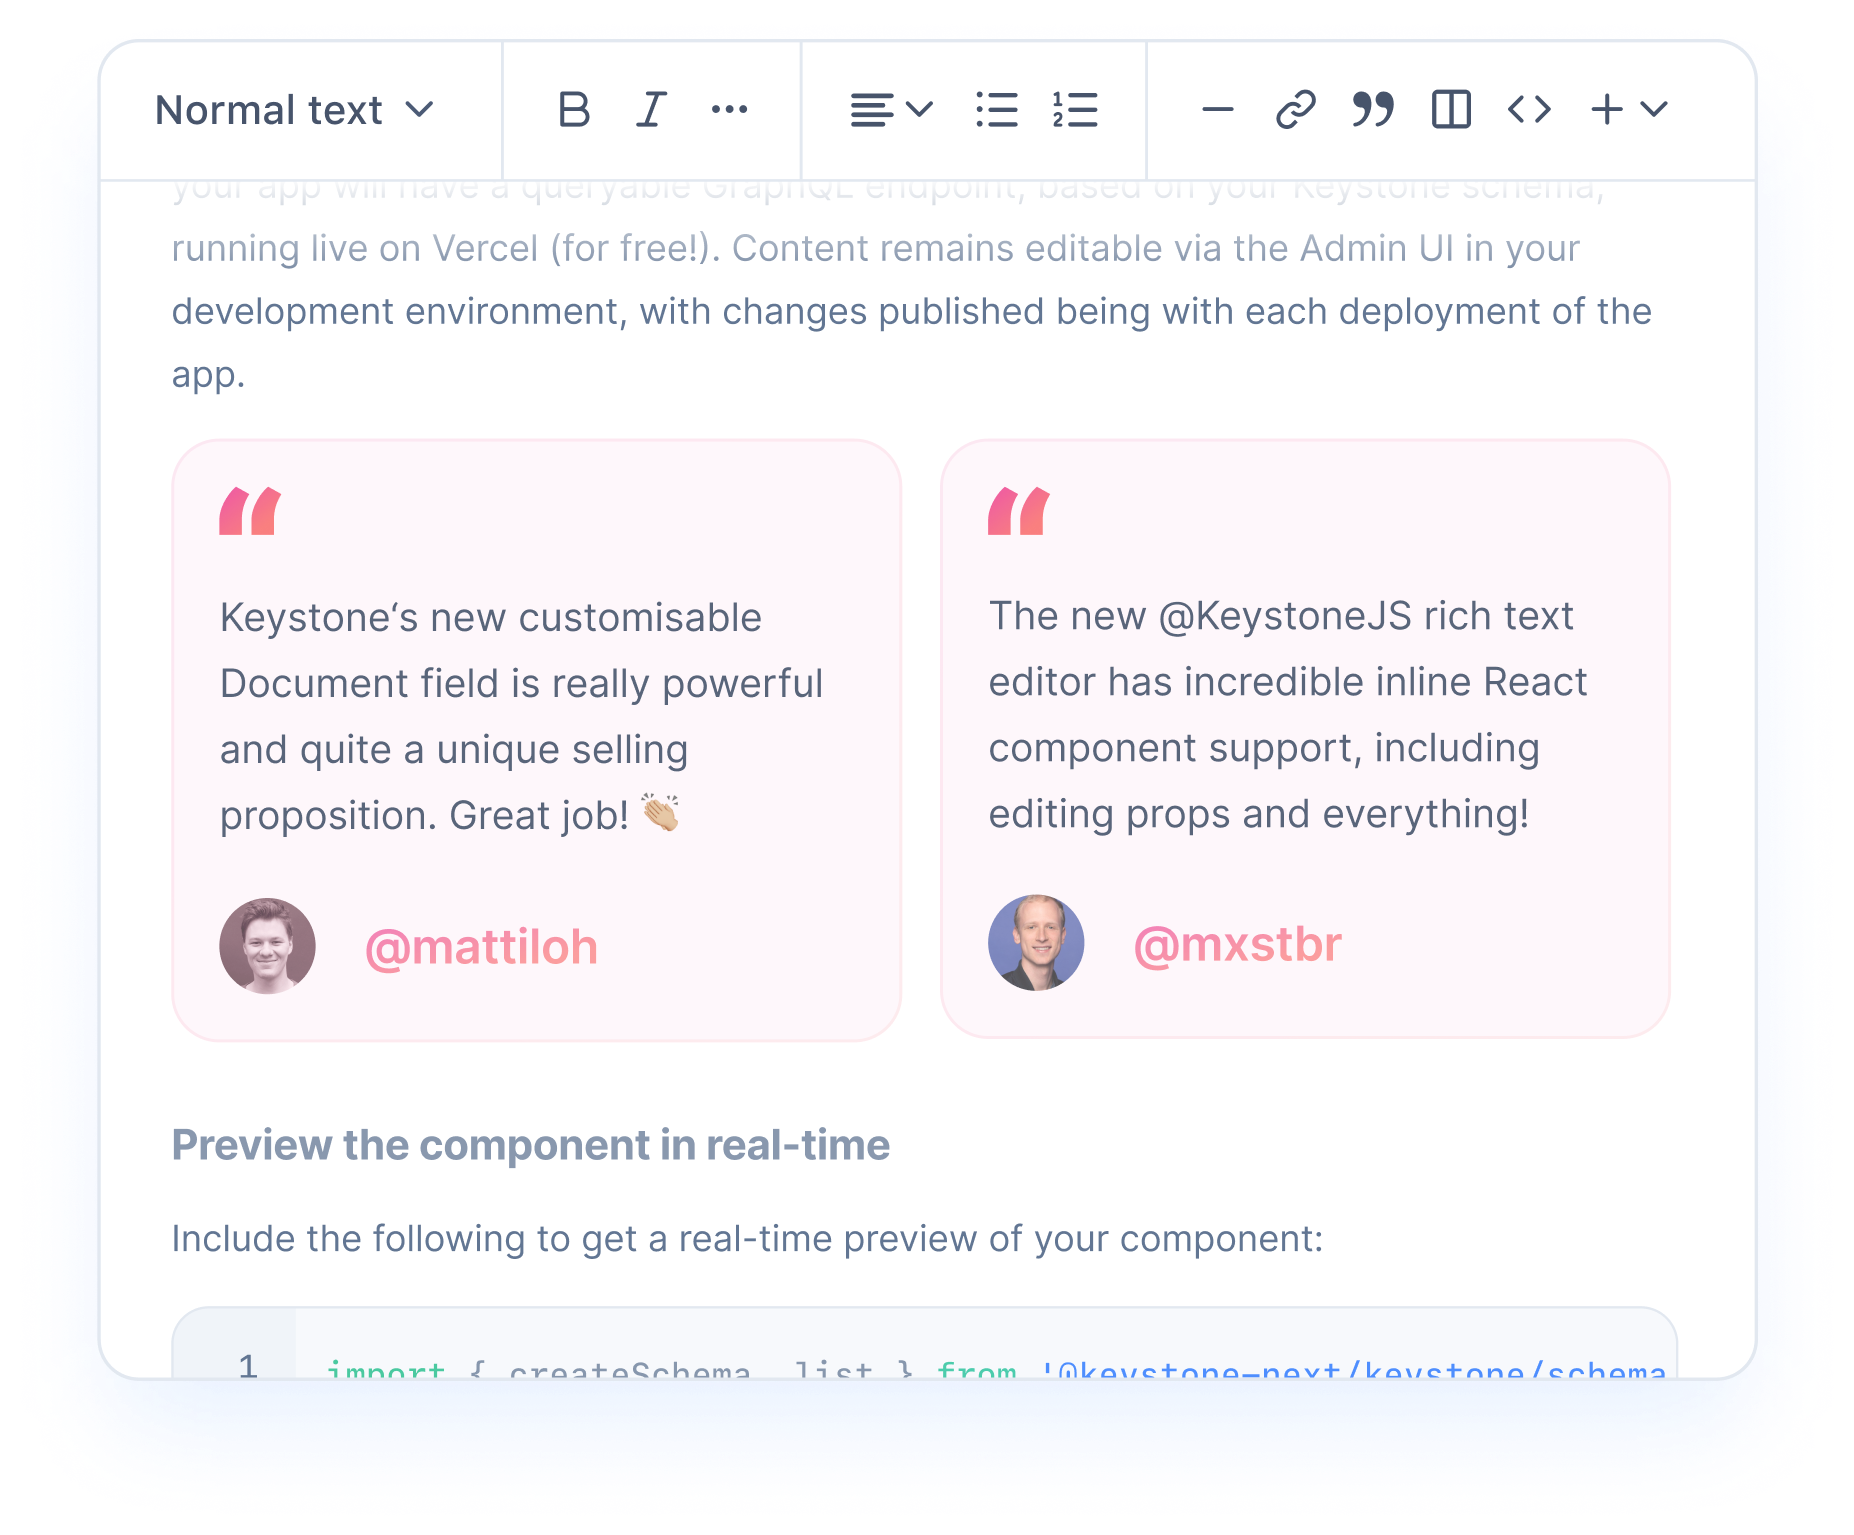 Normal text
your app will have a queryable GraphQL endpoint, based on your Keystone schema,
running live on Vercel (for free!). Content remains editable via the Admin UI in your
development environment, with changes published being with each deployment of the
app.
Keystone‘s new customisable
Document field is really powerful
and quite a unique selling
proposition. Great job! 👏🏼
@mattiloh
The new @KeystoneJS rich text
editor has incredible inline React
component support, including
editing props and everything!
@mxstbr
Preview the component in real-time
Include the following to get a real-time preview of your component:
1 import { createSchema, list } from '@keystone-next/keystone/schema